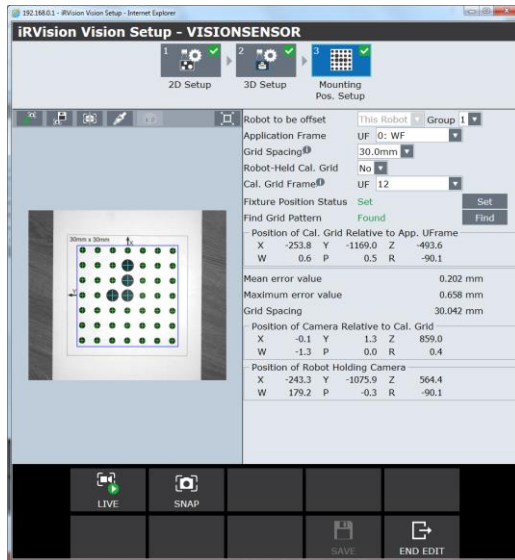 192.168.0.1 - iRVision Vision Setup - Internet Explorer
iRVision Vision Setup - VISIONSENSOR
1 2 3
2D Setup 3D Setup Mounting Pos. Setup
Robot to be offset This Robot Group 1
Application Frame UF 0: WF
Grid Spacing 30.0mm
Robot-Held Cal. Grid No
Cal. Grid Frame UF 12
Fixture Position Status Set Set
Find Grid Pattern Found Find
Position of Cal. Grid Relative to App. UFrame
X -253.8 Y -1169.0 Z -493.6
W 0.6 P 0.5 R -90.1
Mean error value 0.202 mm
Maximum error value 0.658 mm
Grid Spacing 30.042 mm
Position of Camera Relative to Cal. Grid
X -0.1 Y 1.3 Z 859.0
W -1.3 P 0.0 R 0.4
Position of Robot Holding Camera
X -243.3 Y -1075.9 Z 564.4
W 179.2 P -0.3 R -90.1
30mm x 30mm
X
Y
LIVE SNAP
SAVE END EDIT